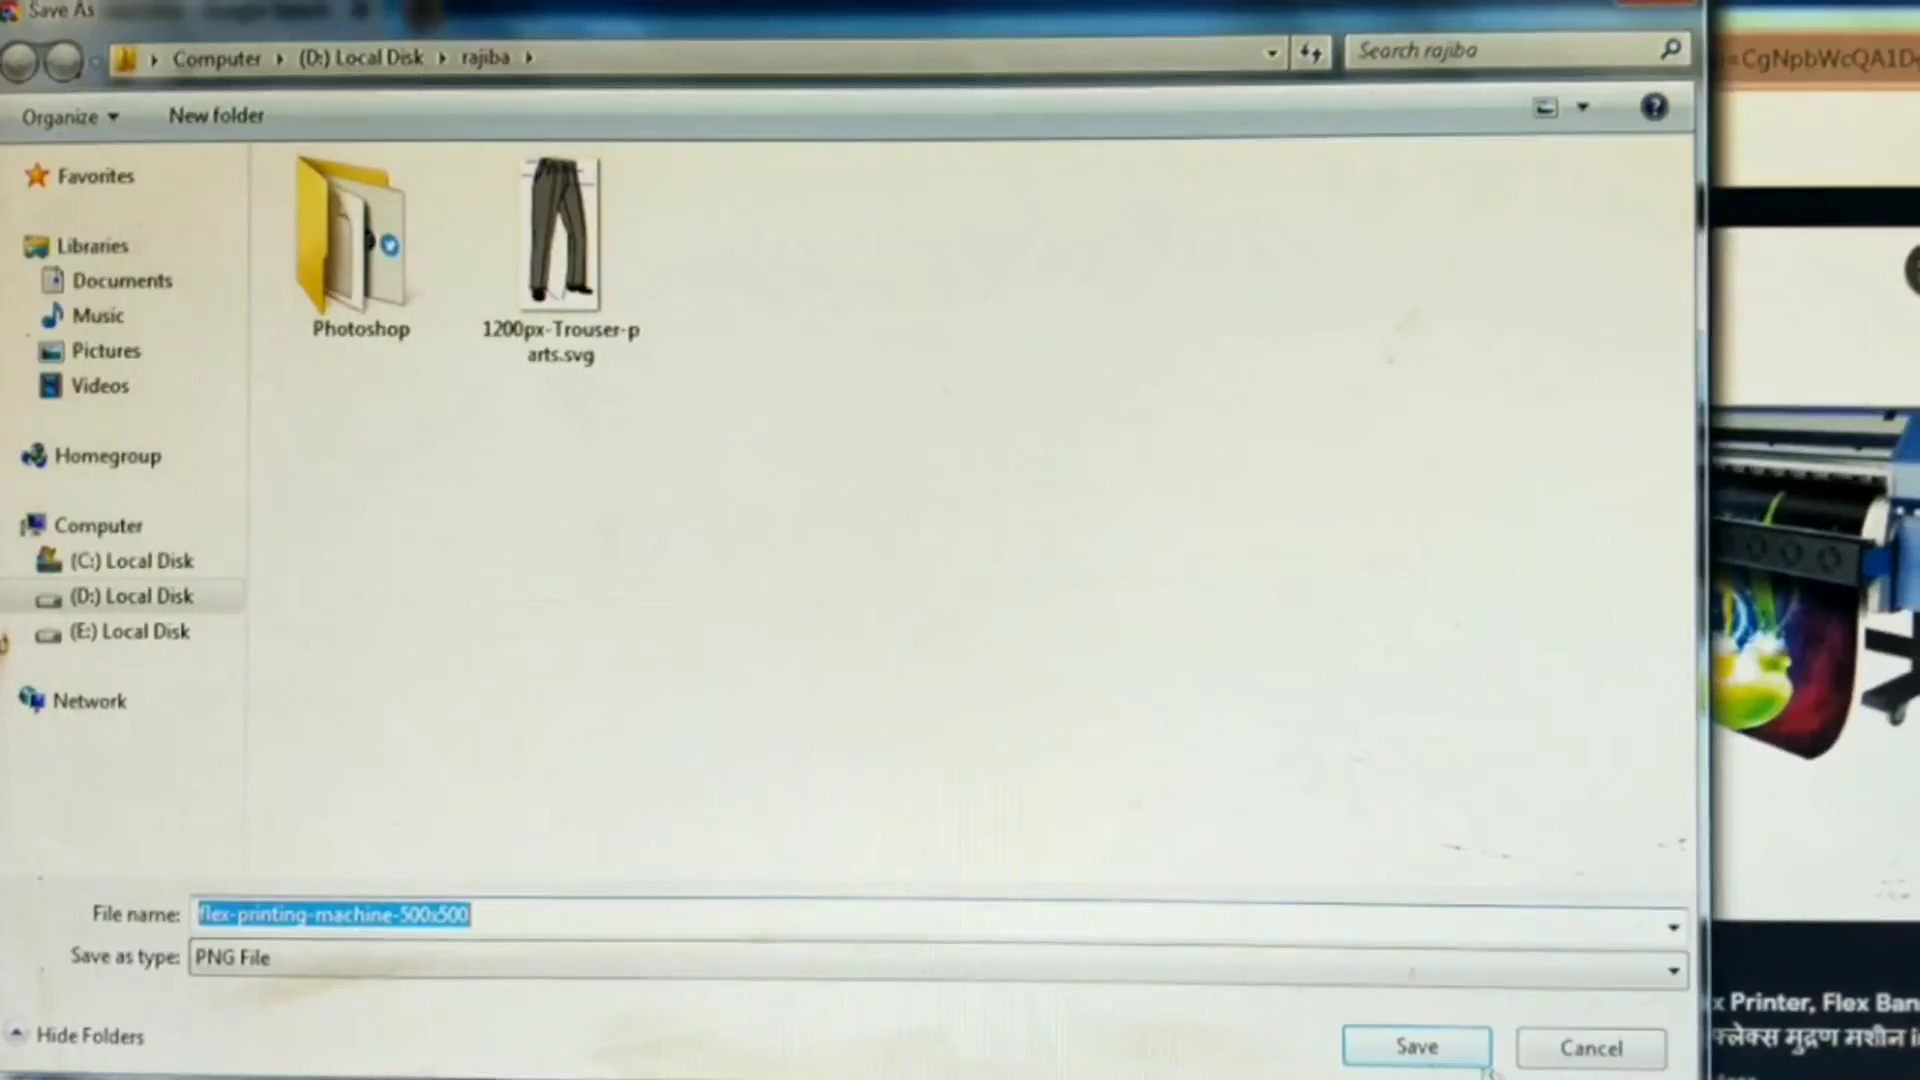 Save As
Computer
(D:) Local Disk
rajiba
Search rajiba
=CgNpbWcQA1D
Organize
New folder
Favorites
Libraries
Documents
Music
Pictures
Videos
Homegroup
Computer
(C:) Local Disk
(D:) Local Disk
(E:) Local Disk
Network
Photoshop
1200px-Trouser-p
arts.svg
File name: flex-printing-machine-500x500
Save as type: PNG File
Hide Folders
Save
Cancel
x Printer, Flex Ban
फ्लेक्स मुद्रण मशीन i